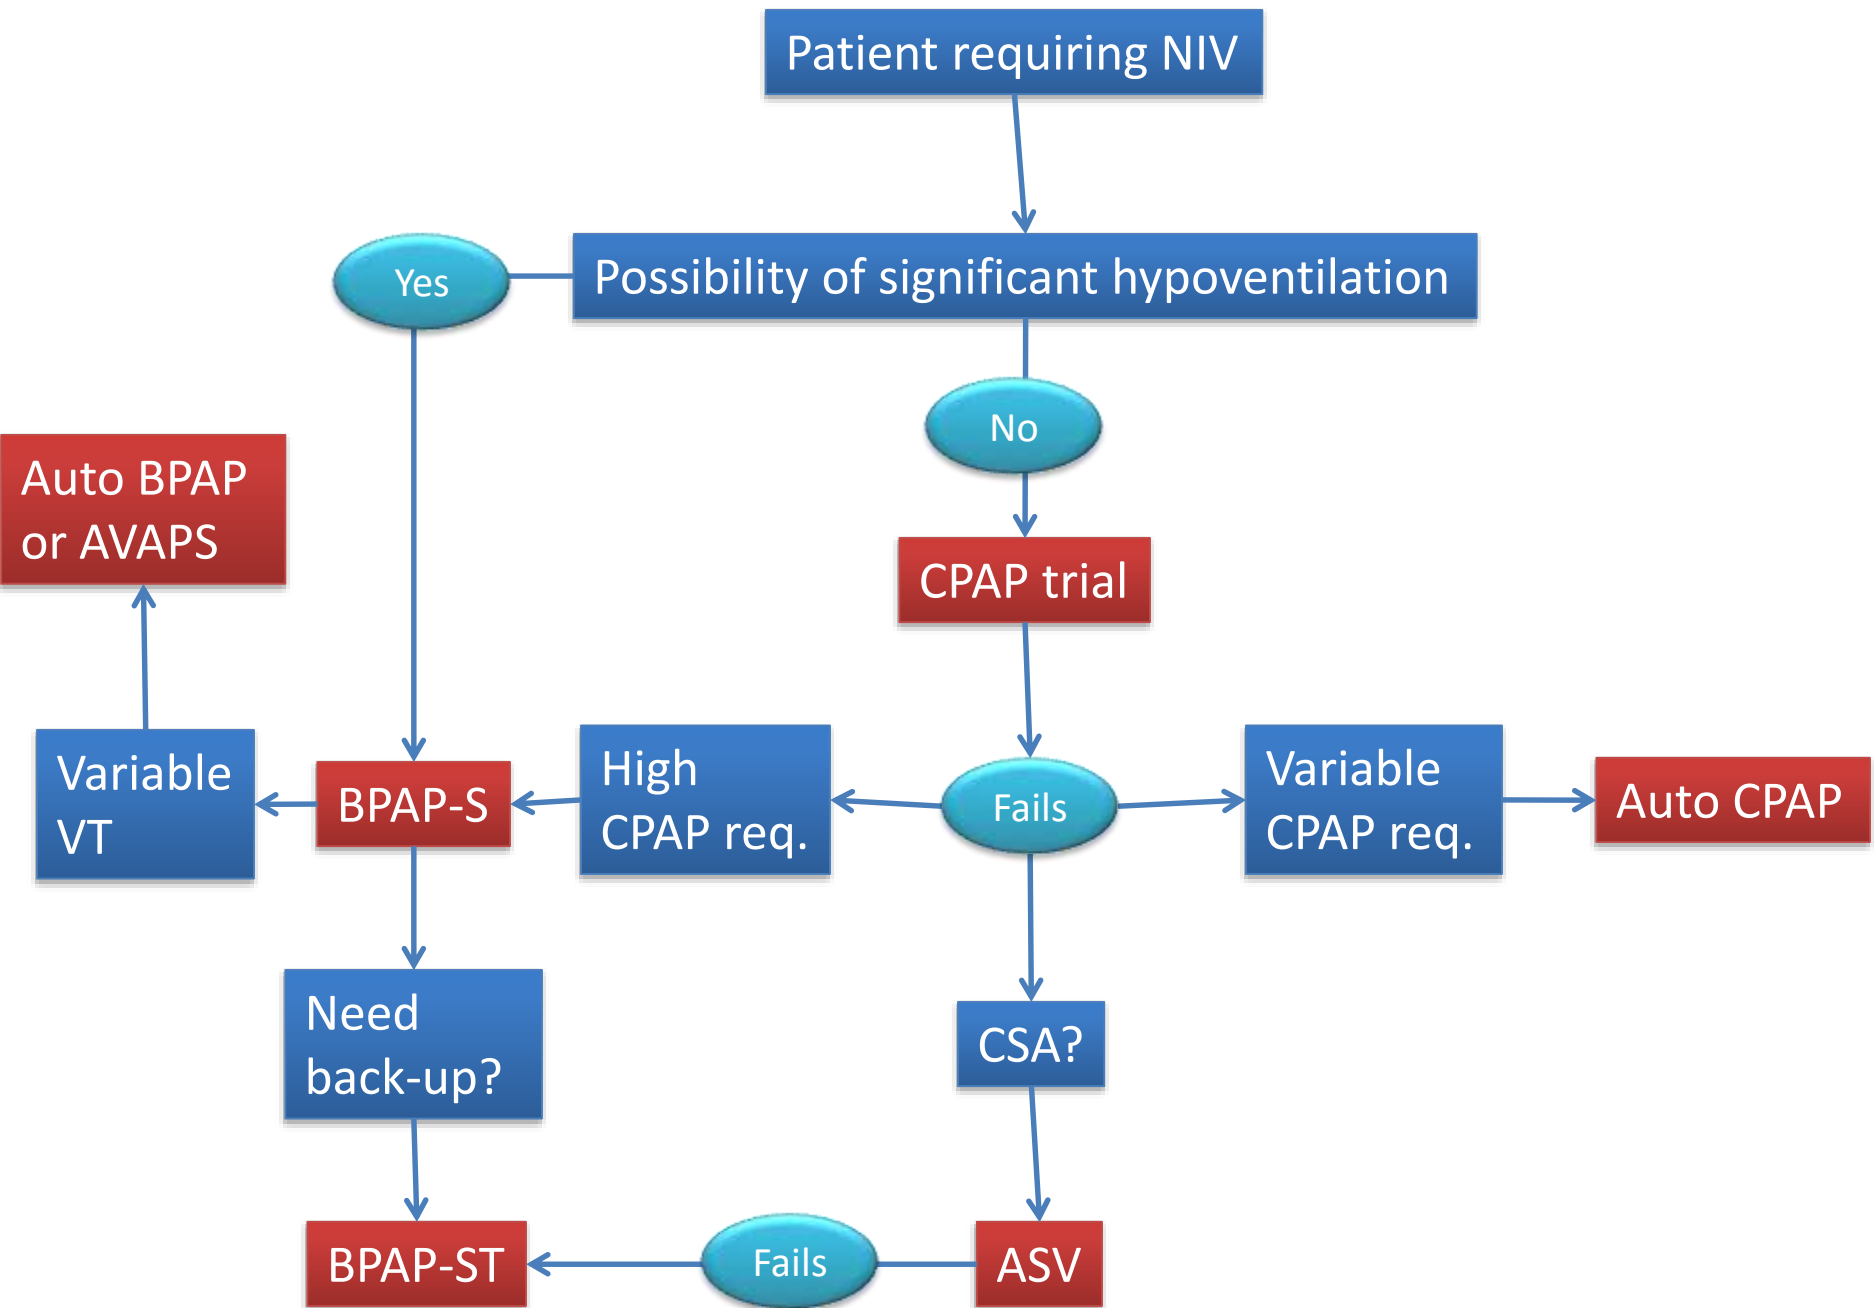 Patient requiring NIV
Yes
Possibility of significant hypoventilation
No
Auto BPAP
or AVAPS
CPAP trial
Variable
VT
BPAP-S
High
CPAP req.
Fails
Variable
CPAP req.
Auto CPAP
Need
back-up?
CSA?
BPAP-ST
Fails
ASV